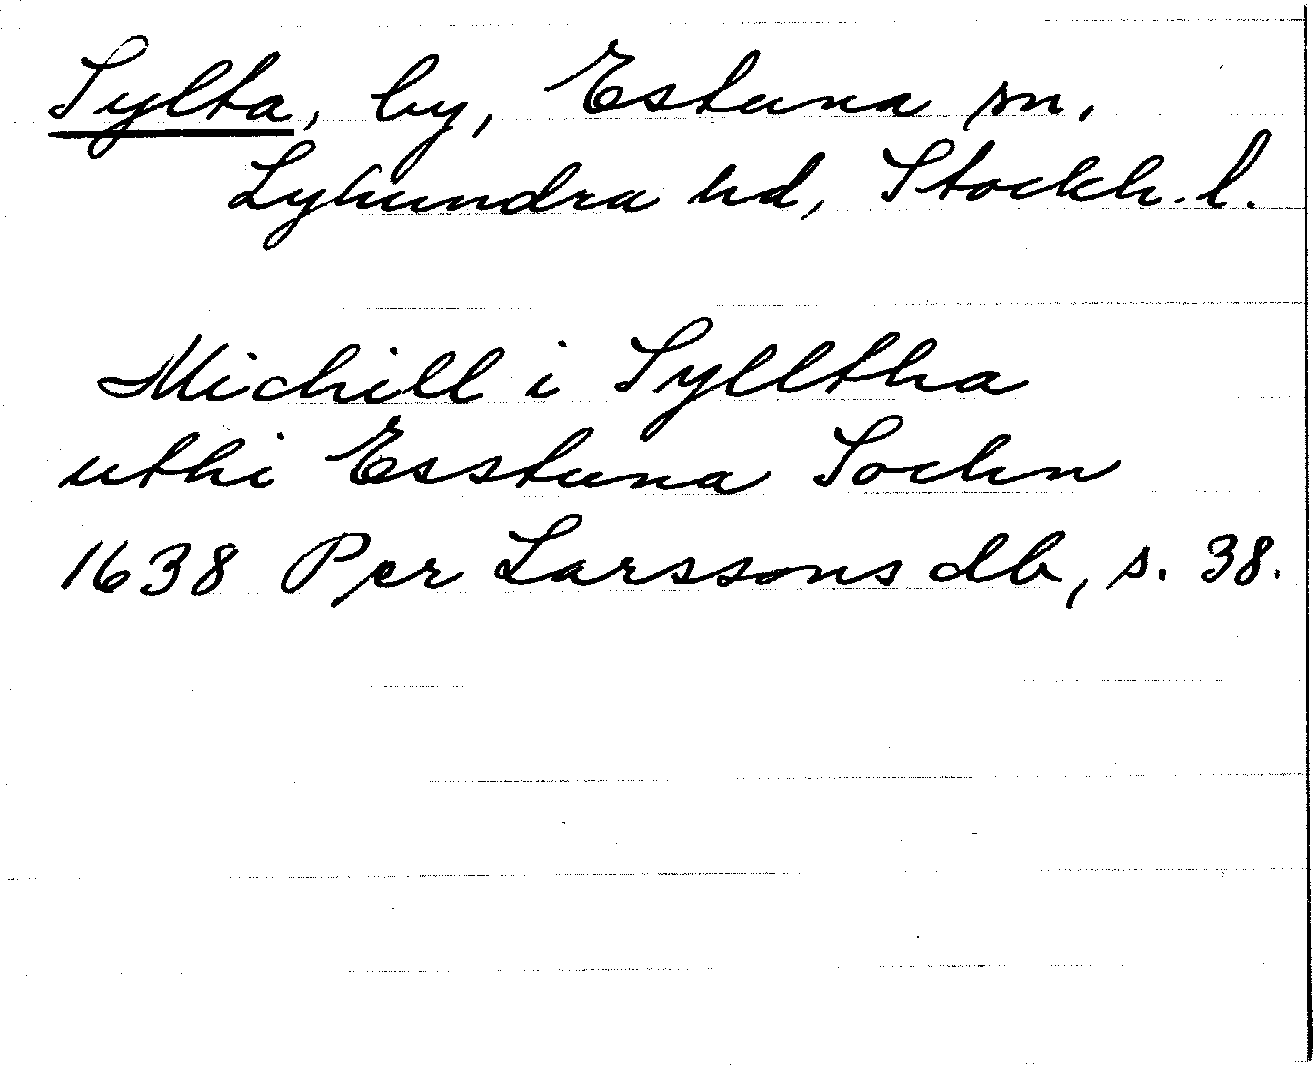 Sylta, by, Estuna sn.
Lyhundra hd, Stockh. l.
Michill i Sylltha
uthi Esstuna Sochn
1638 Per Larssons db, s. 38.